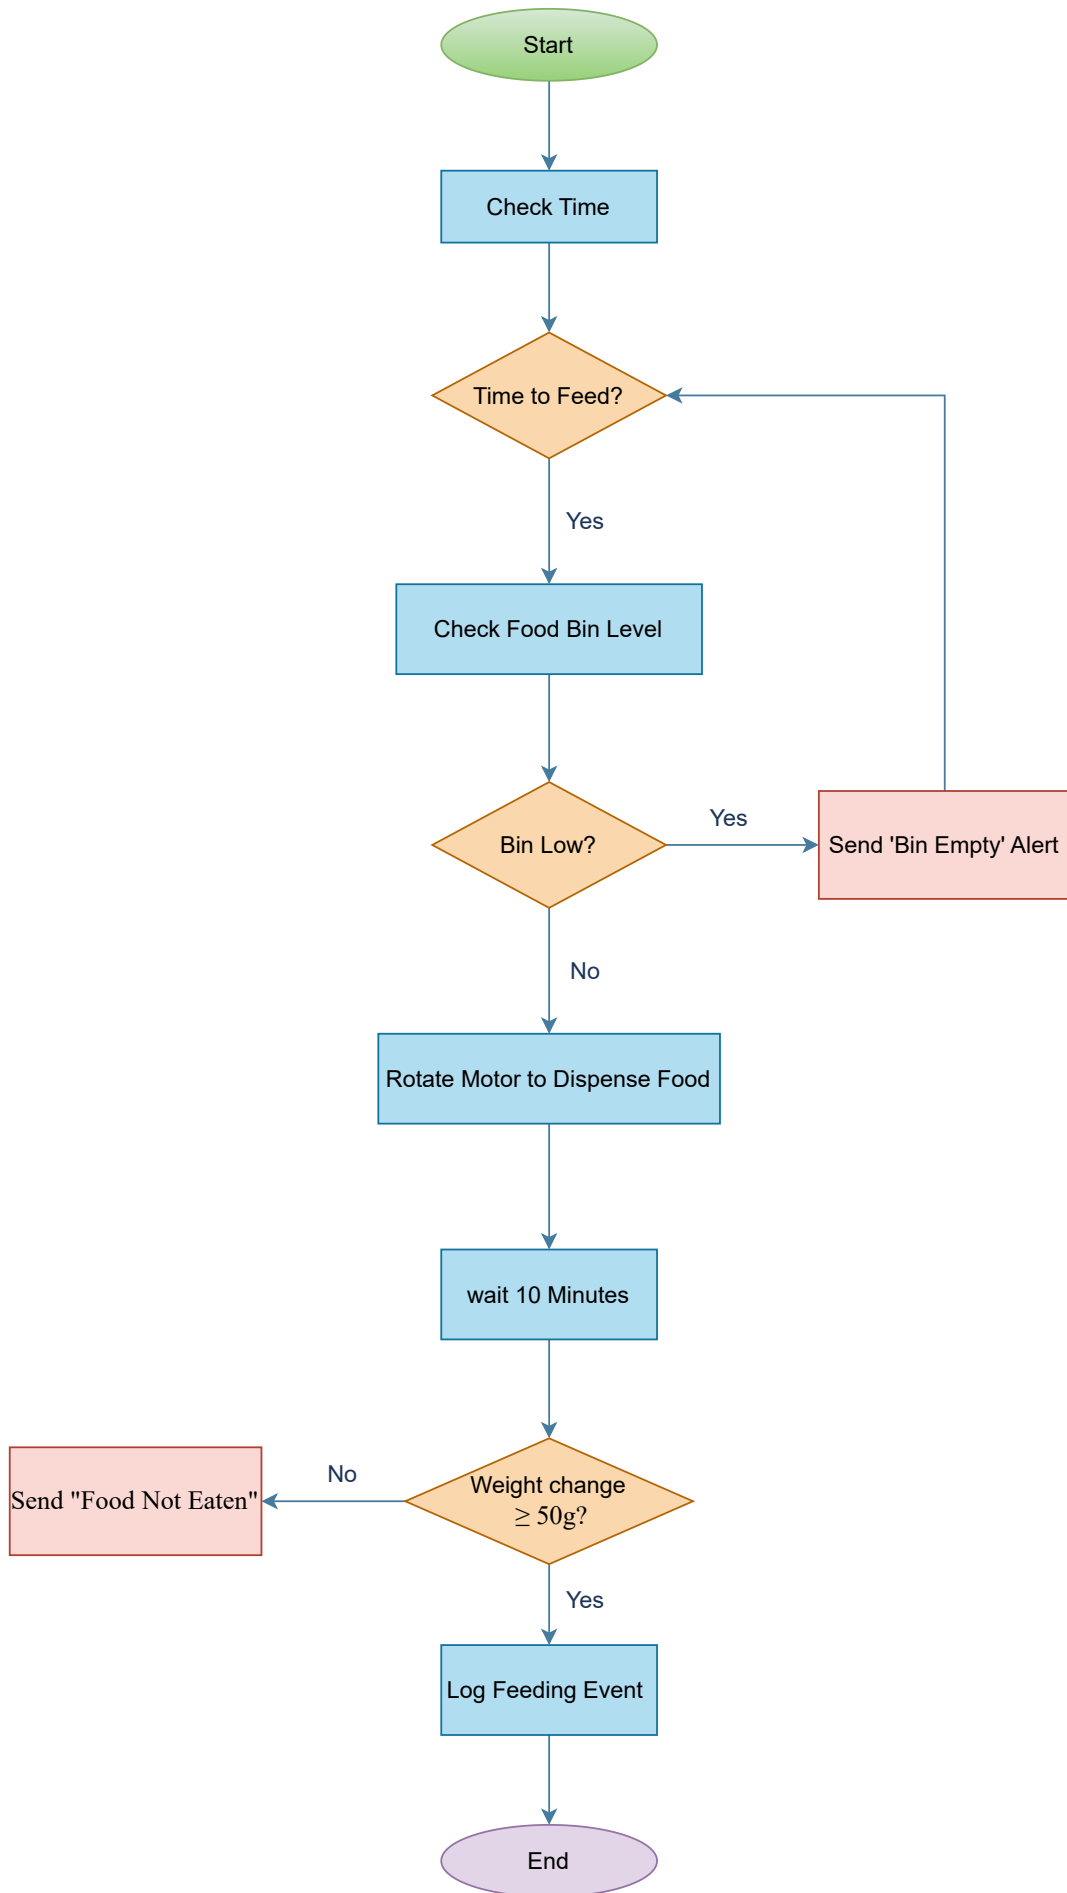 Start
Check Time
Time to Feed?
Yes
Check Food Bin Level
Bin Low?
Yes
Send 'Bin Empty' Alert
No
Rotate Motor to Dispense Food
wait 10 Minutes
Weight change
≥ 50g?
No
Send "Food Not Eaten"
Yes
Log Feeding Event
End